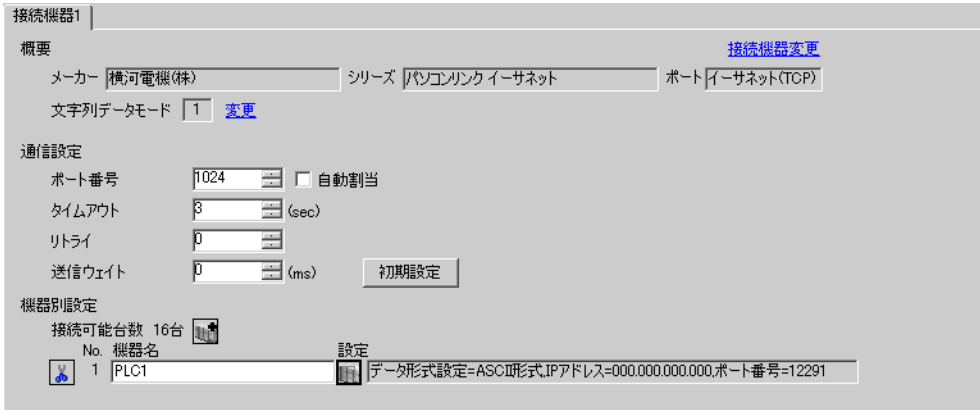 接続機器1
概要
接続機器変更
メーカー 横河電機(株) シリーズ パソコンリンク イーサネット ポート イーサネット(TCP)
文字列データモード 1 変更
通信設定
ポート番号 1024 自動割当
タイムアウト 3 (sec)
リトライ 0
送信ウェイト 0 (ms) 初期設定
機器別設定
接続可能台数 16台
No. 機器名 設定
1 PLC1 データ形式設定=ASCII形式,IPアドレス=000.000.000.000,ポート番号=12291